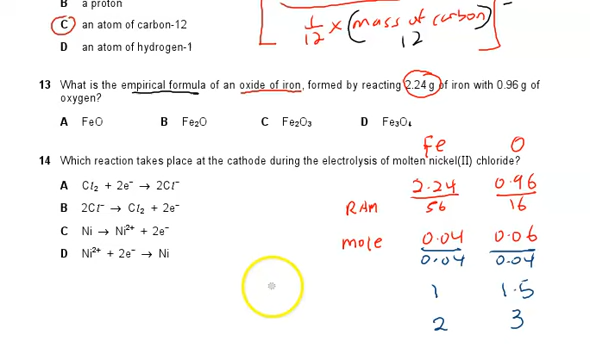 B a proton
C an atom of carbon-12
D an atom of hydrogen-1
1/12 × (mass of carbon) 12
13 What is the empirical formula of an oxide of iron, formed by reacting 2.24 g of iron with 0.96 g of
oxygen?
A FeO B Fe₂O C Fe₂O₃ D Fe₃O₄
Fe O
14 Which reaction takes place at the cathode during the electrolysis of molten nickel(II) chloride?
A Cl₂ + 2e⁻ → 2Cl⁻
B 2Cl⁻ → Cl₂ + 2e⁻
C Ni → Ni²⁺ + 2e⁻
D Ni²⁺ + 2e⁻ → Ni
2.24 0.96
RAM 56 16
mole 0.04 0.06
0.04 0.04
1 1.5
2 3